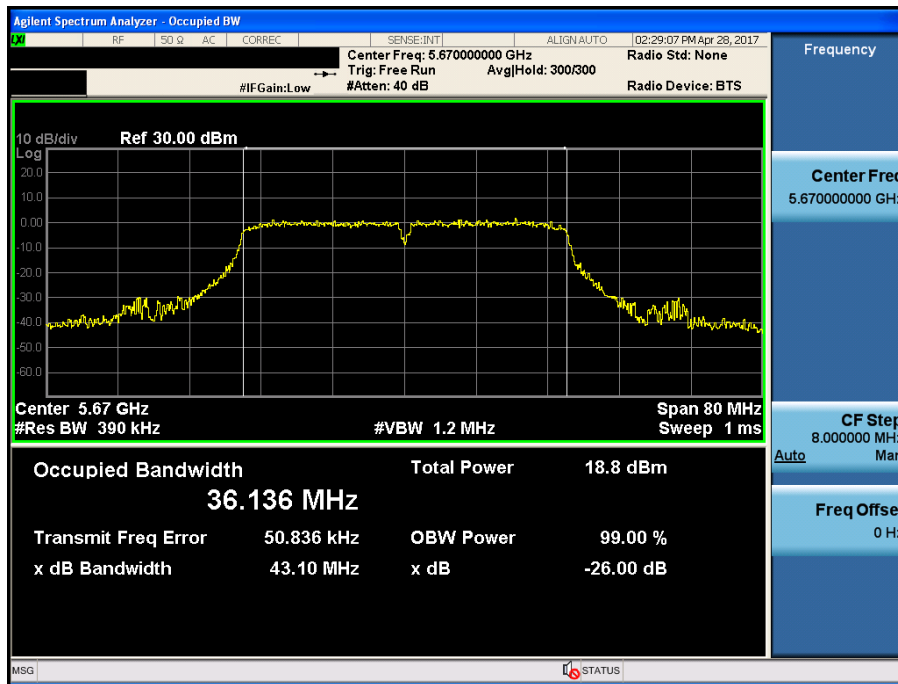 Agilent Spectrum Analyzer - Occupied BW
LXI RF 50 Ω AC CORREC SENSE:INT ALIGN AUTO 02:29:07 PM Apr 28, 2017
Center Freq: 5.670000000 GHz Radio Std: None
Trig: Free Run Avg|Hold: 300/300
#IFGain:Low #Atten: 40 dB Radio Device: BTS
10 dB/div Ref 30.00 dBm
Log
20.0
10.0
0.00
-10.0
-20.0
-30.0
-40.0
-50.0
-60.0
Center 5.67 GHz Span 80 MHz
#Res BW 390 kHz #VBW 1.2 MHz Sweep 1 ms
Occupied Bandwidth Total Power 18.8 dBm
36.136 MHz
Transmit Freq Error 50.836 kHz OBW Power 99.00 %
x dB Bandwidth 43.10 MHz x dB -26.00 dB
MSG STATUS
Frequency
Center Freq
5.670000000 GH
CF Step
8.000000 MH
Auto Ma
Freq Offse
0 H